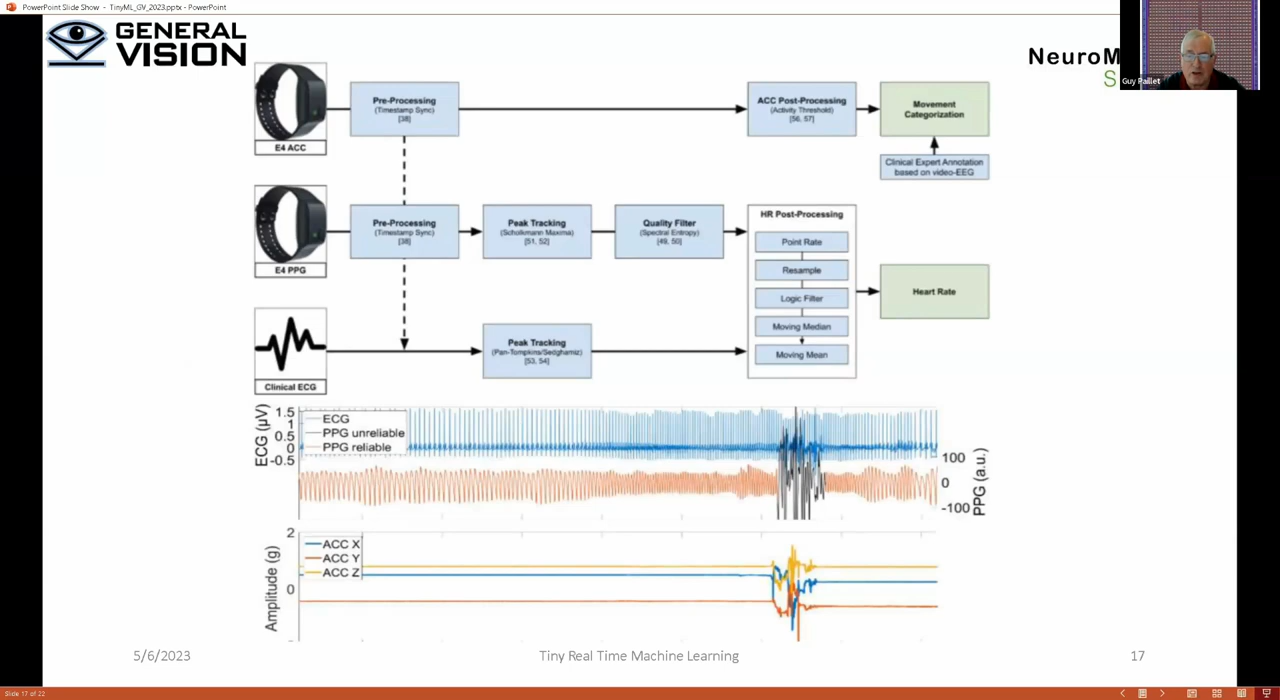 PowerPoint Slide Show - TinyML_GV_2023.pptx - PowerPoint
GENERAL
VISION
NeuroM
S
Guy Paillet
E4 ACC
Pre-Processing
(Timestamp Sync)
[38]
ACC Post-Processing
(Activity Threshold)
[56, 57]
Movement
Categorization
Clinical Expert Annotation
based on video-EEG
E4 PPG
Pre-Processing
(Timestamp Sync)
[38]
Peak Tracking
(Scholkmann Maxima)
[51, 52]
Quality Filter
(Spectral Entropy)
[49, 50]
HR Post-Processing
Point Rate
Resample
Logic Filter
Moving Median
Moving Mean
Heart Rate
Clinical ECG
Peak Tracking
(Pan-Tompkins/Sedghamiz)
[53, 54]
ECG (μV)
1.5
1
0.5
0
-0.5
ECG
PPG unreliable
PPG reliable
100
0
-100
PPG (a.u.)
Amplitude (g)
2
0
ACC X
ACC Y
ACC Z
5/6/2023
Tiny Real Time Machine Learning
17
Slide 17 of 22